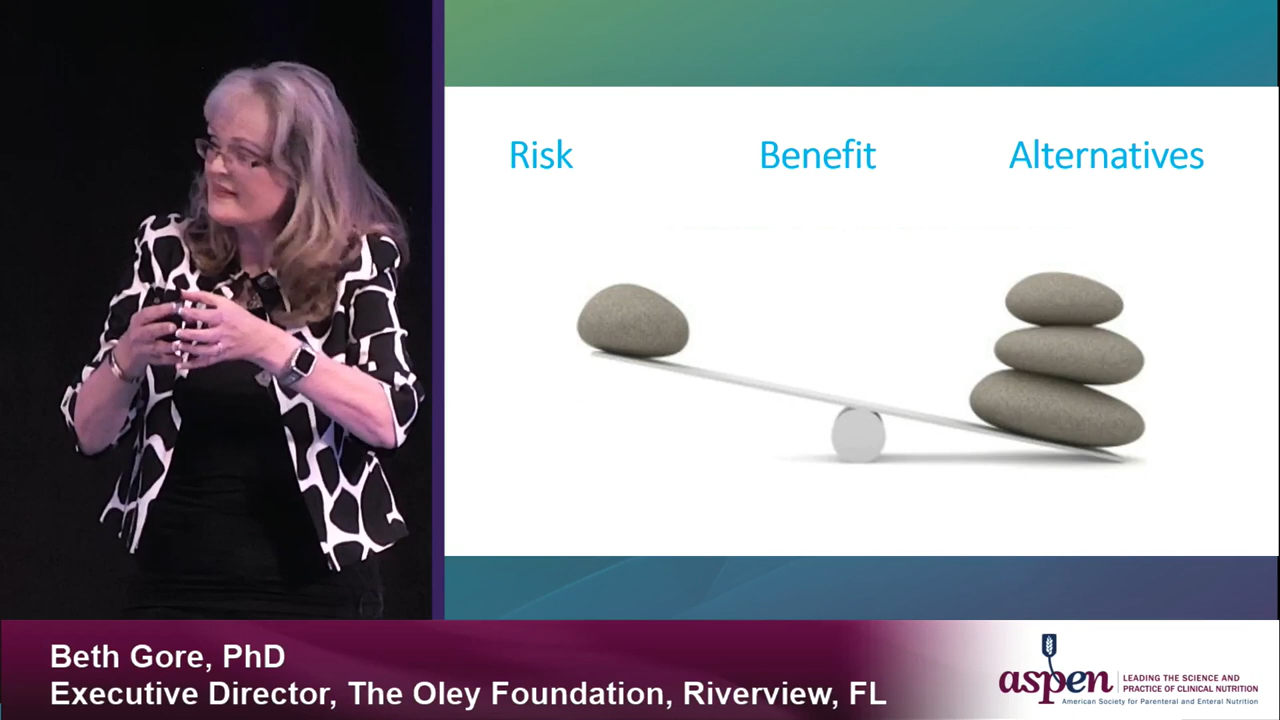 Risk
Benefit
Alternatives
Beth Gore, PhD
Executive Director, The Oley Foundation, Riverview, FL
aspen
LEADING THE SCIENCE AND
PRACTICE OF CLINICAL NUTRITION
American Society for Parenteral and Enteral Nutrition